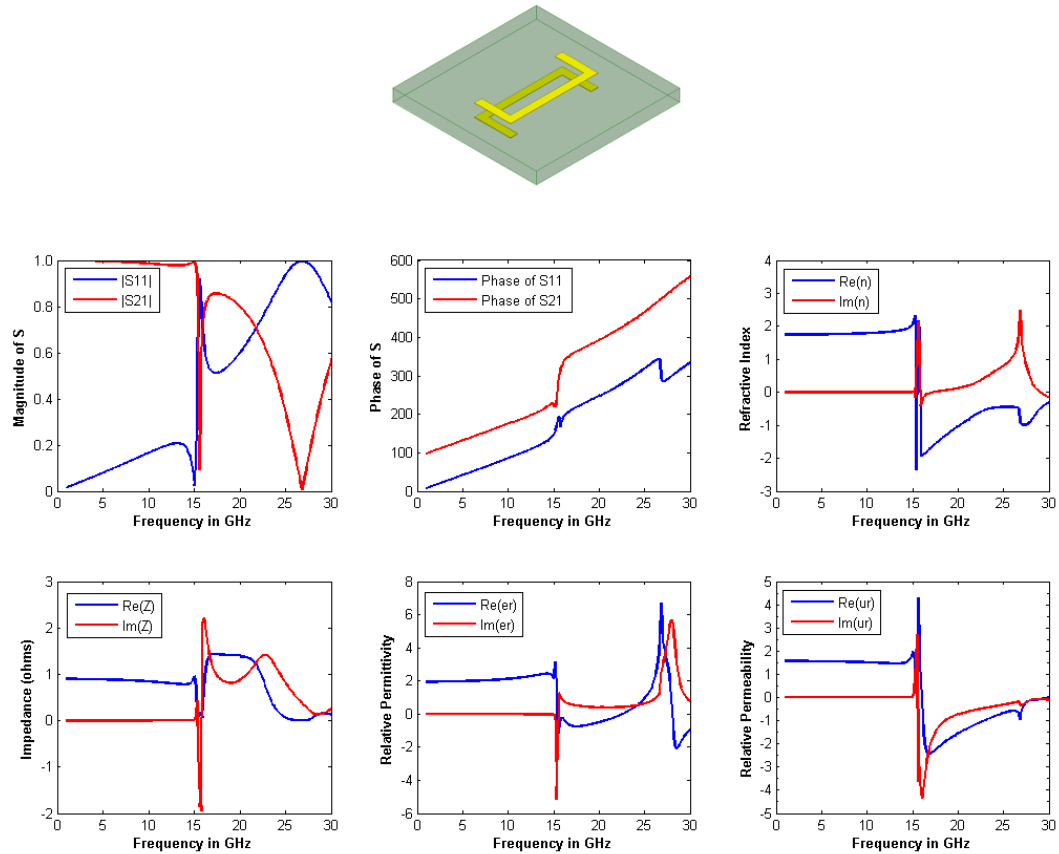 1.0
0.8
0.6
0.4
0.2
0
0 5 10 15 20 25 30
Magnitude of S
Frequency in GHz
|S11|
|S21|
600
500
400
300
200
100
0
0 5 10 15 20 25 30
Phase of S
Frequency in GHz
Phase of S11
Phase of S21
4
3
2
1
0
-1
-2
-3
0 5 10 15 20 25 30
Refractive Index
Frequency in GHz
Re(n)
Im(n)
3
2
1
0
-1
-2
0 5 10 15 20 25 30
Impedance (ohms)
Frequency in GHz
Re(Z)
Im(Z)
8
6
4
2
0
-2
-4
-6
0 5 10 15 20 25 30
Relative Permittivity
Frequency in GHz
Re(er)
Im(er)
5
4
3
2
1
0
-1
-2
-3
-4
-5
0 5 10 15 20 25 30
Relative Permeability
Frequency in GHz
Re(ur)
Im(ur)